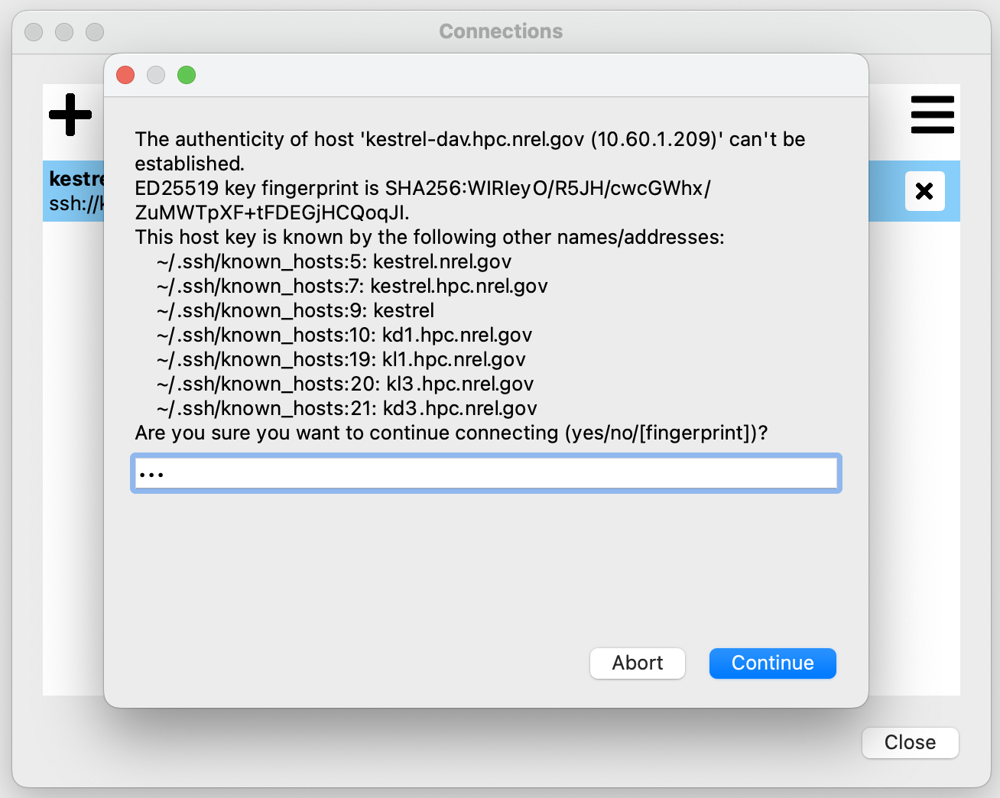 Connections
The authenticity of host 'kestrel-dav.hpc.nrel.gov (10.60.1.209)' can't be
established.
ED25519 key fingerprint is SHA256:WIRIeyO/R5JH/cwcGWhx/
ZuMWTpXF+tFDEGjHCQoqJI.
This host key is known by the following other names/addresses:
~/.ssh/known_hosts:5: kestrel.nrel.gov
~/.ssh/known_hosts:7: kestrel.hpc.nrel.gov
~/.ssh/known_hosts:9: kestrel
~/.ssh/known_hosts:10: kd1.hpc.nrel.gov
~/.ssh/known_hosts:19: kl1.hpc.nrel.gov
~/.ssh/known_hosts:20: kl3.hpc.nrel.gov
~/.ssh/known_hosts:21: kd3.hpc.nrel.gov
Are you sure you want to continue connecting (yes/no/[fingerprint])?
•••
kestre
ssh://k
Abort
Continue
Close